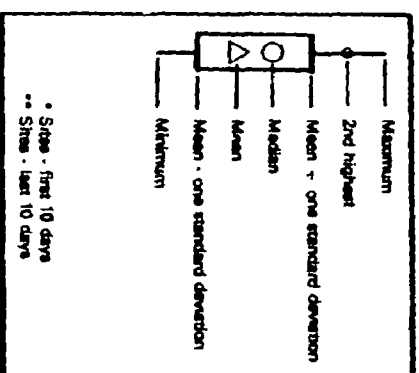 Maximum
2nd highest
Mean + one standard deviation
Median
Mean
Mean - one standard deviation
Minimum
* Sites - first 10 days
** Sites - last 10 days